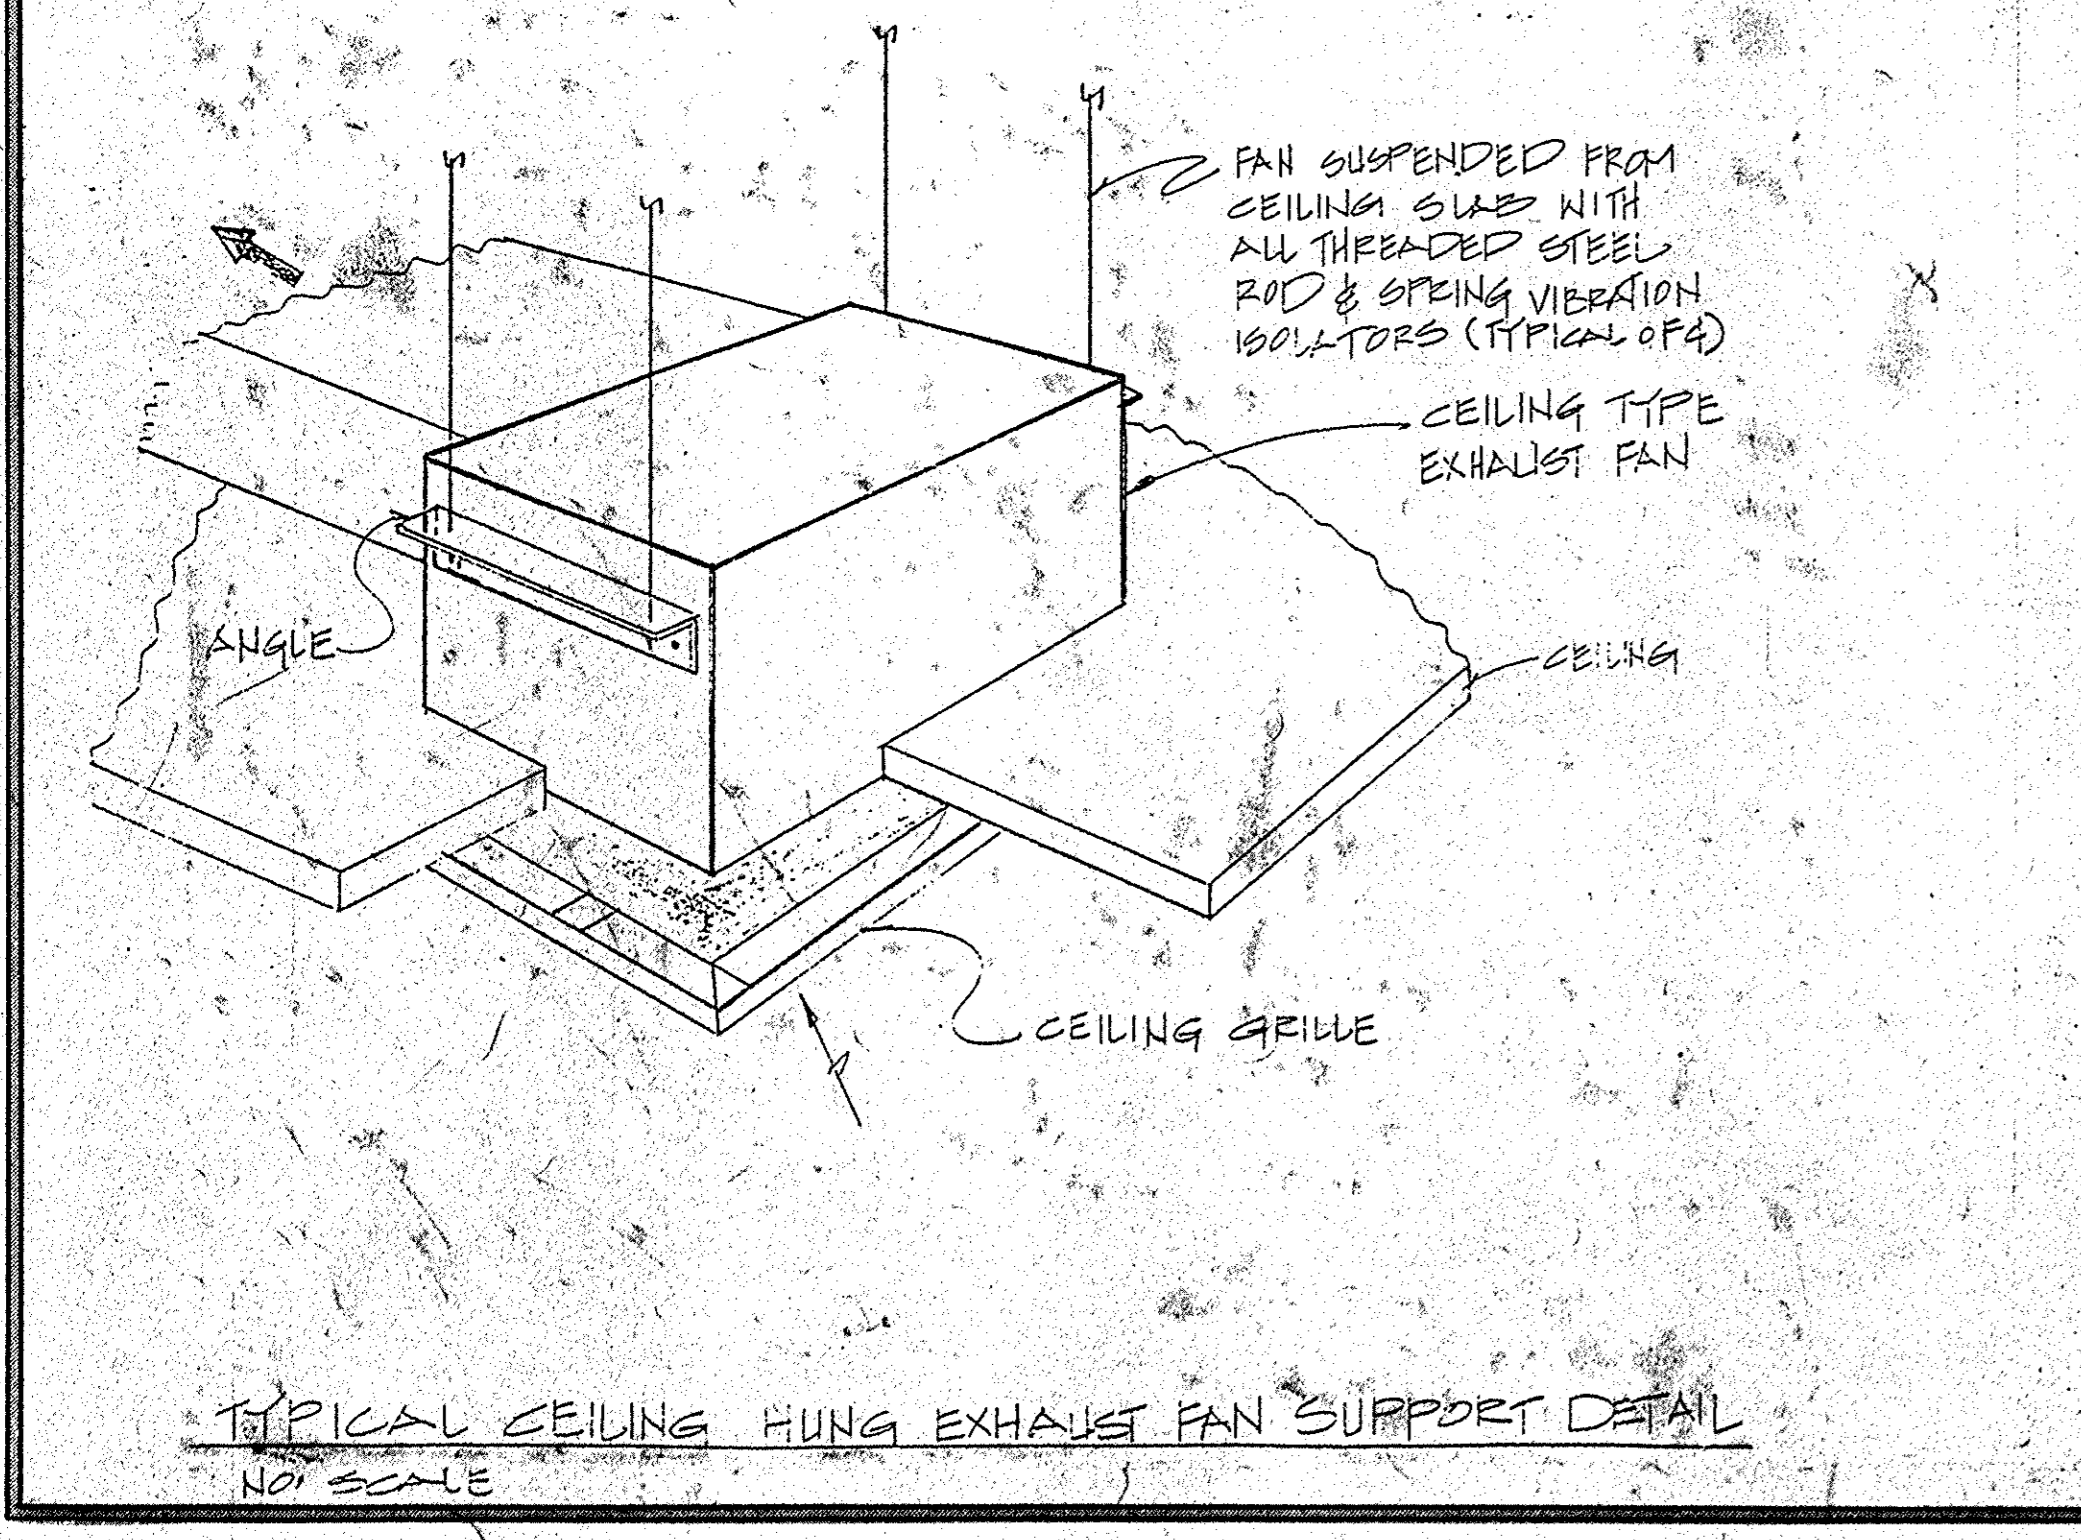 FAN SUSPENDED FROM
CEILING SLAB WITH
ALL THREADED STEEL
ROD & SPRING VIBRATION
ISOLATORS (TYPICAL OF 4)
CEILING TYPE
EXHAUST FAN
ANGLE
CEILING
CEILING GRILLE
TYPICAL CEILING HUNG EXHAUST FAN SUPPORT DETAIL
NO SCALE